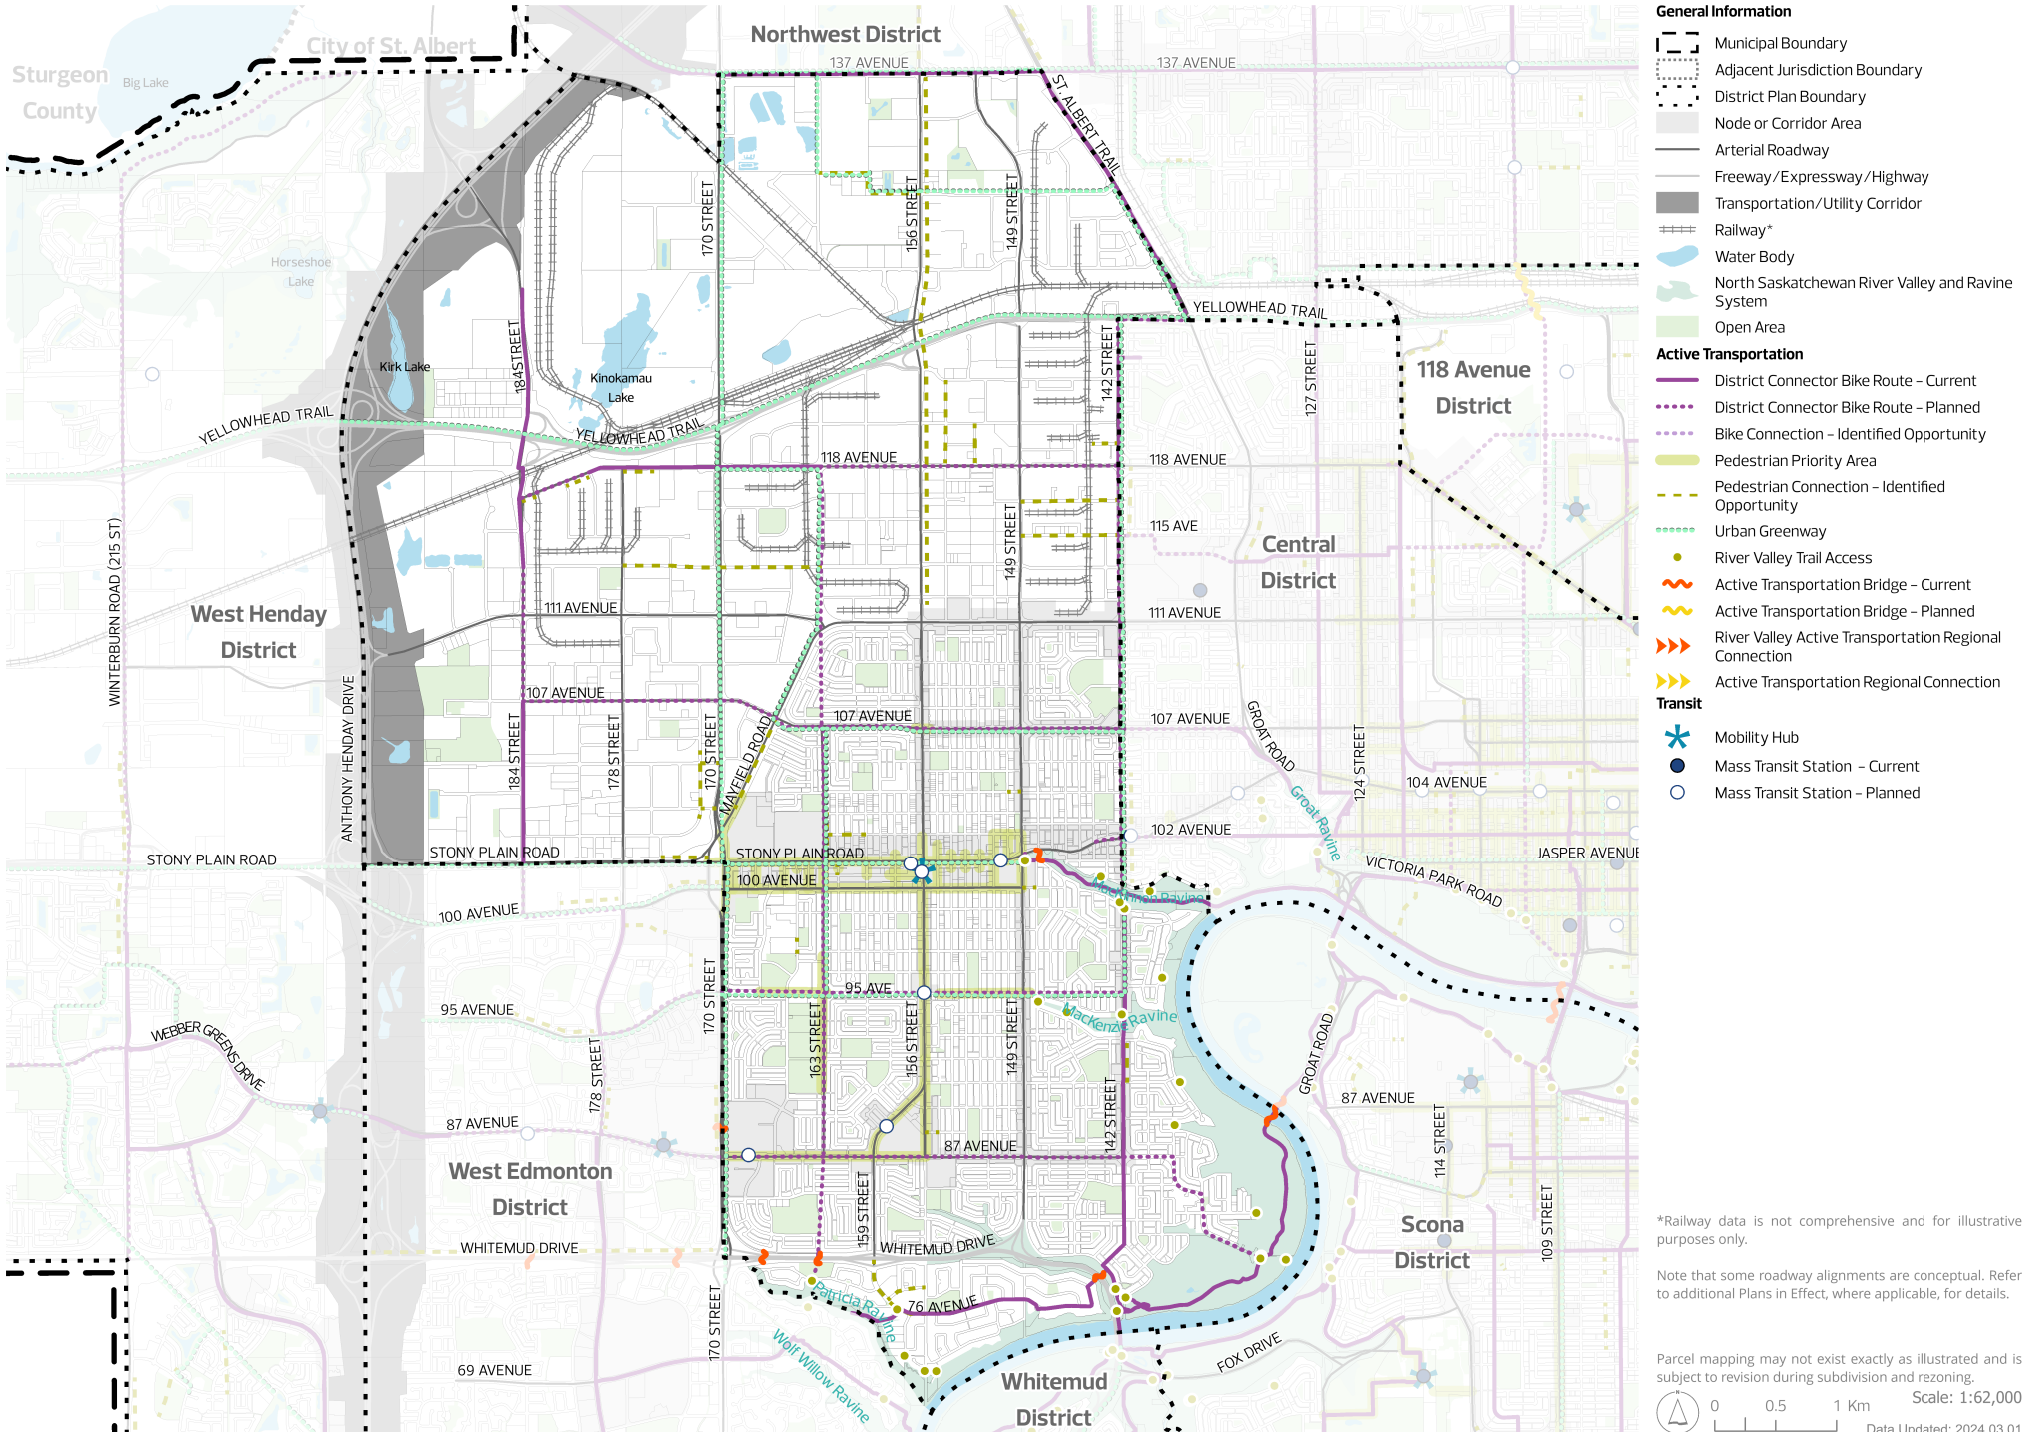 Northwest District
City of St. Albert
Sturgeon
County
Big Lake
137 AVENUE
137 AVENUE
ST. ALBERT TRAIL
170 STREET
156 STREET
149 STREET
Horseshoe
Lake
184 STREET
Kirk Lake
Kinokamau
Lake
YELLOWHEAD TRAIL
YELLOWHEAD TRAIL
YELLOWHEAD TRAIL
142 STREET
127 STREET
118 Avenue
District
118 AVENUE
118 AVENUE
115 AVE
149 STREET
WINTERBURN ROAD (215 ST)
Central
District
West Henday
District
111 AVENUE
111 AVENUE
107 AVENUE
107 AVENUE
107 AVENUE
ANTHONY HENDAY DRIVE
184 STREET
178 STREET
170 STREET
MAYFIELD ROAD
GROAT ROAD
124 STREET
104 AVENUE
Groat Ravine
102 AVENUE
STONY PLAIN ROAD
STONY PLAIN ROAD
STONY PLAIN ROAD
JASPER AVENUE
VICTORIA PARK ROAD
100 AVENUE
100 AVENUE
MacKinnon Ravine
170 STREET
95 AVE
95 AVENUE
MacKenzie Ravine
WEBBER GREENS DRIVE
178 STREET
163 STREET
156 STREET
149 STREET
142 STREET
GROAT ROAD
87 AVENUE
87 AVENUE
87 AVENUE
114 STREET
West Edmonton
District
159 STREET
109 STREET
Scona
District
WHITEMUD DRIVE
WHITEMUD DRIVE
Patricia Ravine
76 AVENUE
170 STREET
Wolf Willow Ravine
69 AVENUE
FOX DRIVE
Whitemud
District
General Information
Municipal Boundary
Adjacent Jurisdiction Boundary
District Plan Boundary
Node or Corridor Area
Arterial Roadway
Freeway/Expressway/Highway
Transportation/Utility Corridor
Railway*
Water Body
North Saskatchewan River Valley and Ravine
System
Open Area
Active Transportation
District Connector Bike Route – Current
District Connector Bike Route – Planned
Bike Connection – Identified Opportunity
Pedestrian Priority Area
Pedestrian Connection – Identified
Opportunity
Urban Greenway
River Valley Trail Access
Active Transportation Bridge – Current
Active Transportation Bridge – Planned
River Valley Active Transportation Regional
Connection
Active Transportation Regional Connection
Transit
Mobility Hub
Mass Transit Station – Current
Mass Transit Station – Planned
*Railway data is not comprehensive and for illustrative
purposes only.
Note that some roadway alignments are conceptual. Refer
to additional Plans in Effect, where applicable, for details.
Parcel mapping may not exist exactly as illustrated and is
subject to revision during subdivision and rezoning.
N
Scale: 1:62,000
0 0.5 1 Km
Data Updated: 2024.03.01